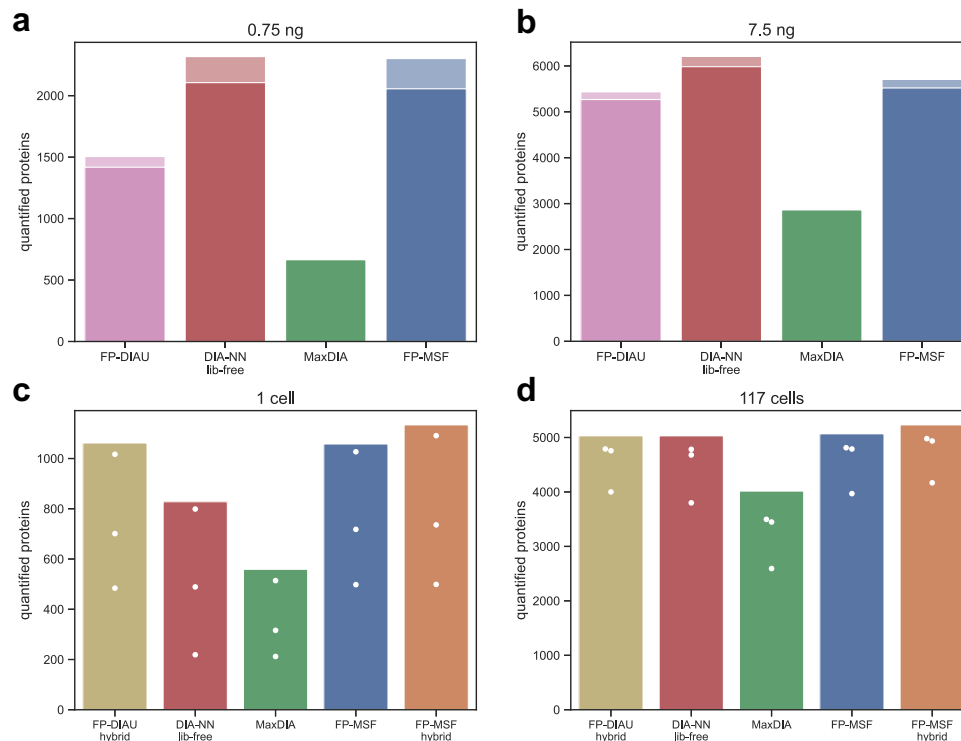 a
0.75 ng
quantified proteins
2000
1500
1000
500
0
FP-DIAU
DIA-NN
lib-free
MaxDIA
FP-MSF
b
7.5 ng
quantified proteins
6000
5000
4000
3000
2000
1000
0
FP-DIAU
DIA-NN
lib-free
MaxDIA
FP-MSF
c
1 cell
quantified proteins
1000
800
600
400
200
0
FP-DIAU
hybrid
DIA-NN
lib-free
MaxDIA
FP-MSF
FP-MSF
hybrid
d
117 cells
quantified proteins
5000
4000
3000
2000
1000
0
FP-DIAU
hybrid
DIA-NN
lib-free
MaxDIA
FP-MSF
FP-MSF
hybrid